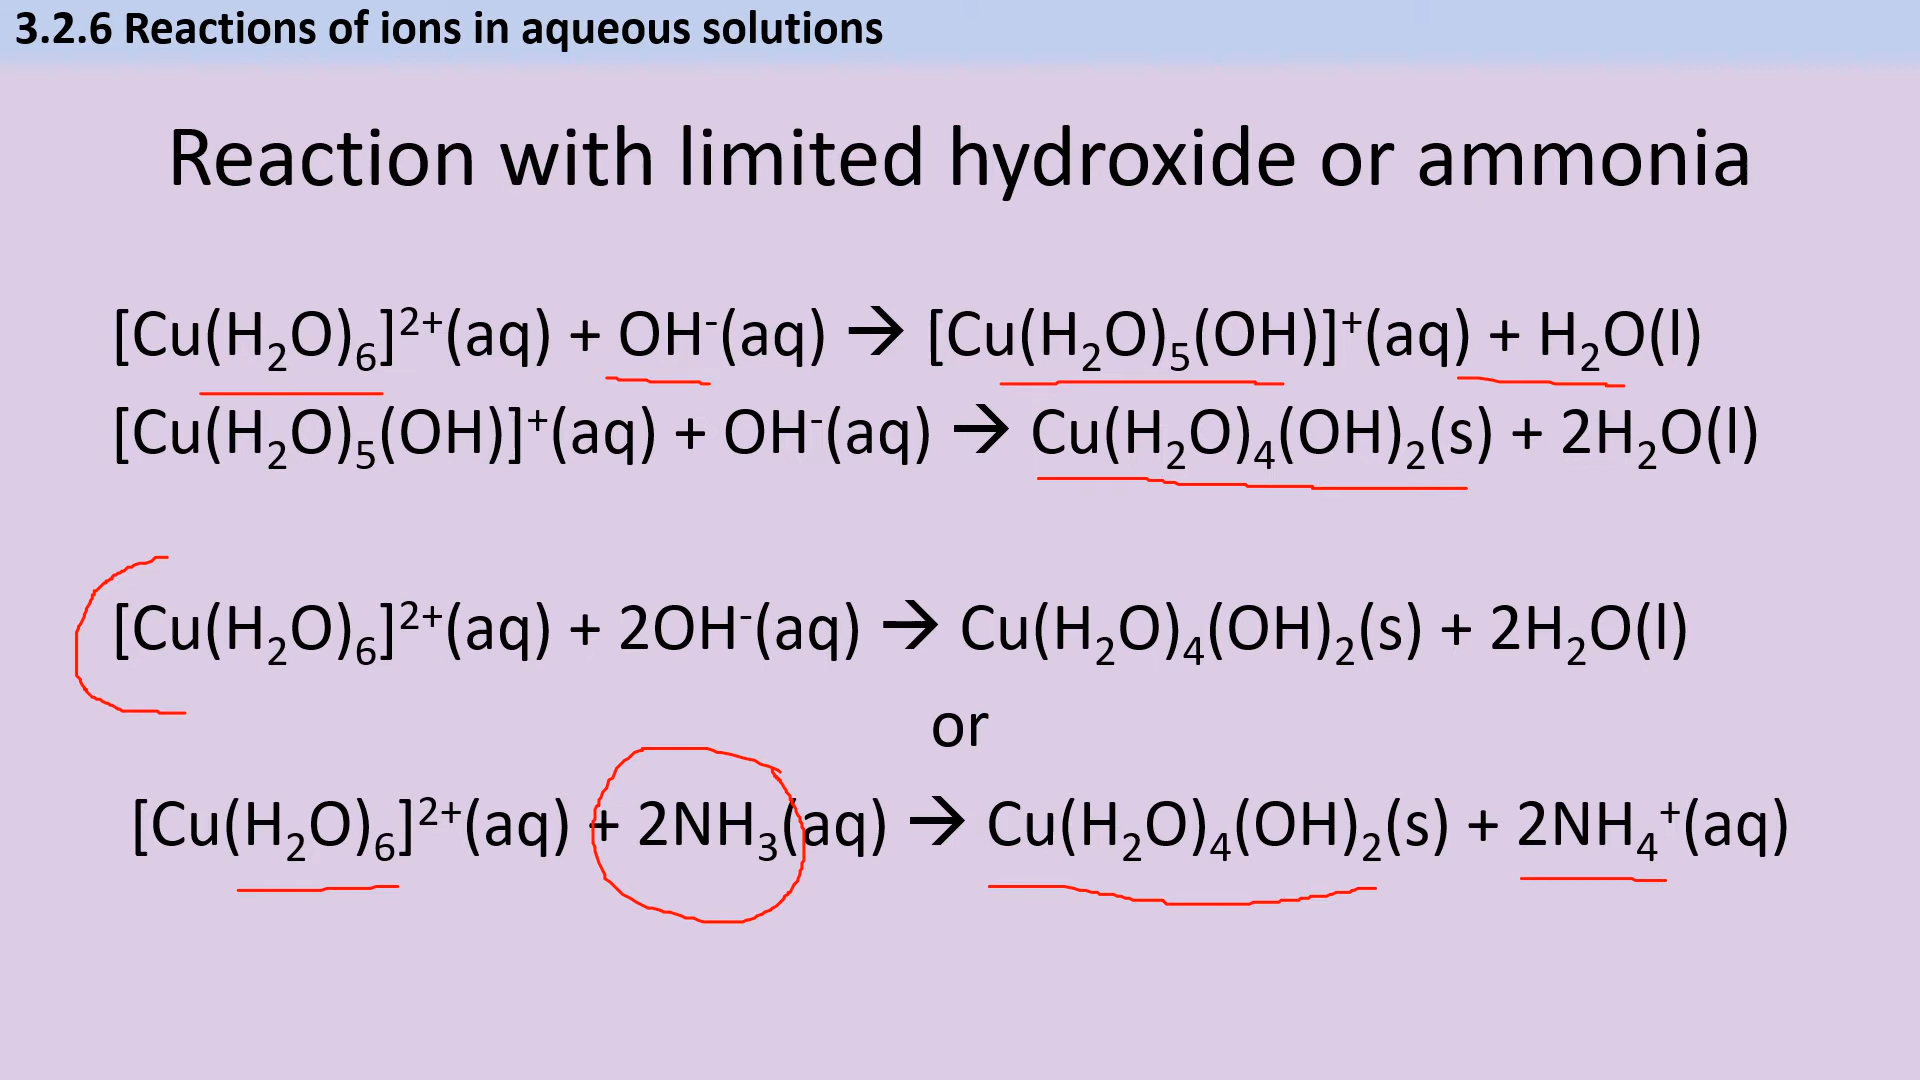 3.2.6 Reactions of ions in aqueous solutions
Reaction with limited hydroxide or ammonia
[Cu(H₂O)₆]²⁺(aq) + OH⁻(aq) → [Cu(H₂O)₅(OH)]⁺(aq) + H₂O(l)
[Cu(H₂O)₅(OH)]⁺(aq) + OH⁻(aq) → Cu(H₂O)₄(OH)₂(s) + 2H₂O(l)
[Cu(H₂O)₆]²⁺(aq) + 2OH⁻(aq) → Cu(H₂O)₄(OH)₂(s) + 2H₂O(l)
or
[Cu(H₂O)₆]²⁺(aq) + 2NH₃(aq) → Cu(H₂O)₄(OH)₂(s) + 2NH₄⁺(aq)